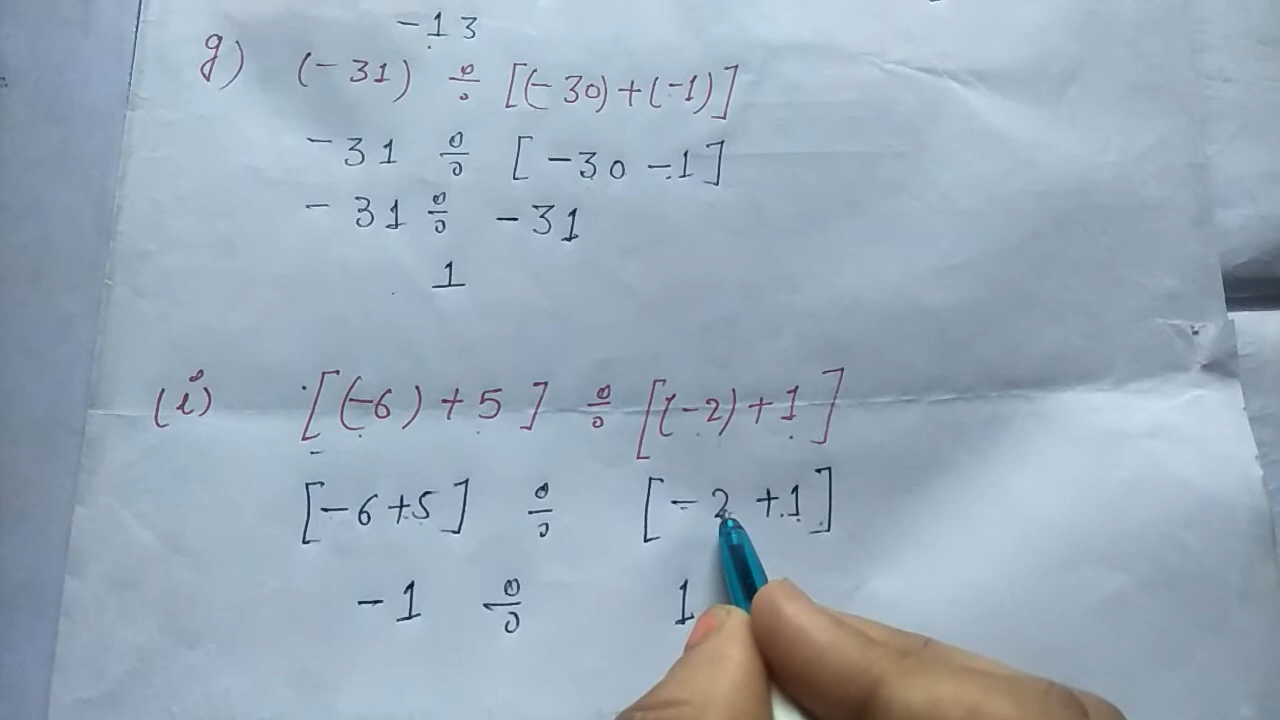 -13
g) (-31) ÷ [(-30)+(-1)]
-31 ÷ [-30 -1]
-31 ÷ -31
1
(i) [(-6)+5] ÷ [(-2)+1]
[-6+5] ÷ [-2+1]
-1 ÷ 1